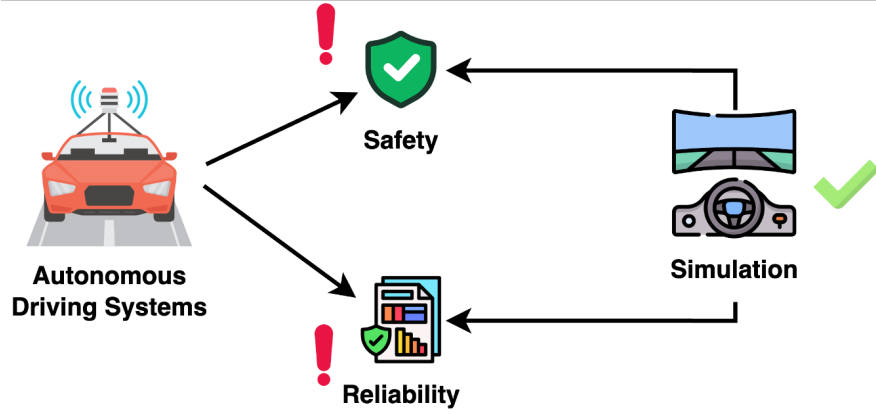 Safety
Autonomous
Driving Systems
Simulation
Reliability